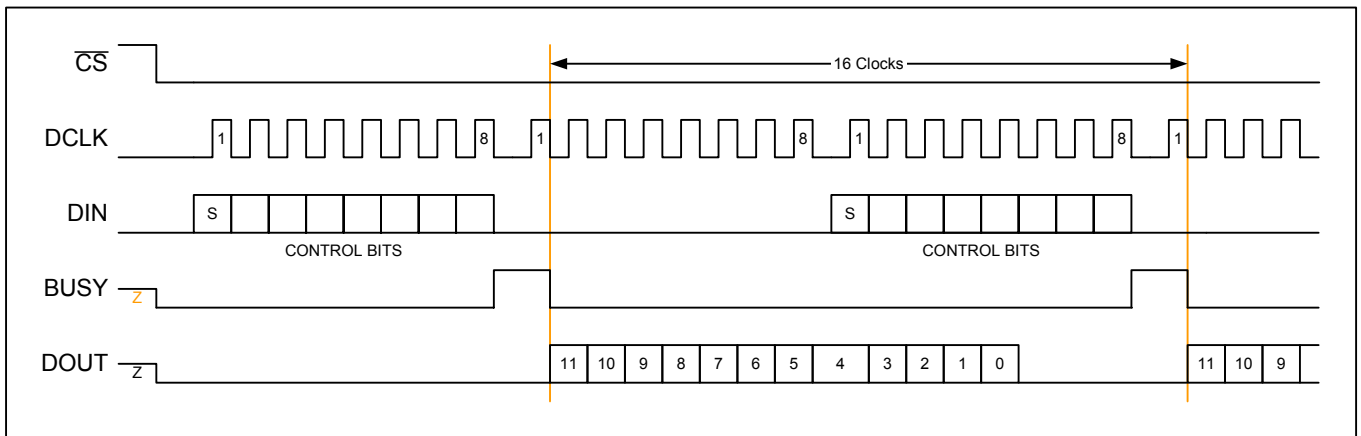 CS
16 Clocks
DCLK 1 8 1 8 1 8 1
DIN S S
CONTROL BITS CONTROL BITS
BUSY Z
DOUT Z 11 10 9 8 7 6 5 4 3 2 1 0 11 10 9